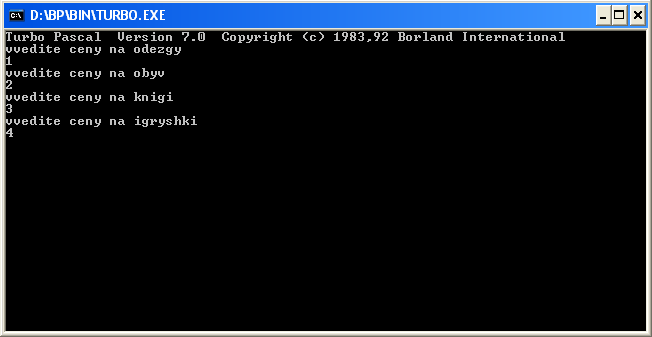 D:\BP\BIN\TURBO.EXE
Turbo Pascal  Version 7.0  Copyright (c) 1983,92 Borland International
vvedite ceny na odezgy
1
vvedite ceny na obyv
2
vvedite ceny na knigi
3
vvedite ceny na igryshki
4